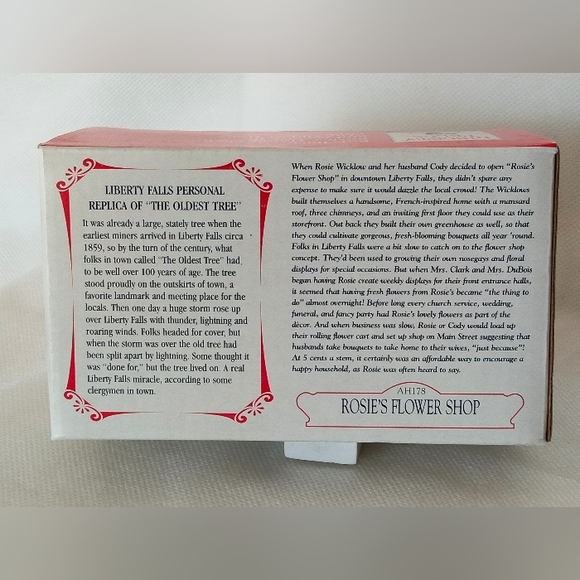 LIBERTY FALLS PERSONAL
REPLICA OF "THE OLDEST TREE"
It was already a large, stately tree when the
earliest miners arrived in Liberty Falls circa
1859, so by the turn of the century, what
folks in town called "The Oldest Tree" had
to be well over 100 years of age. The tree
stood proudly on the outskirts of town, a
favorite landmark and meeting place for the
locals. Then one day a huge storm rose up
over Liberty Falls with thunder, lightning and
roaring winds. Folks headed for cover, but
when the storm was over the old tree had
been split apart by lightning. Some thought it
was "done for," but the tree lived on. A real
Liberty Falls miracle, according to some
clergymen in town.
When Rosie Wicklow and her husband Cody decided to open "Rosie's
Flower Shop" in downtown Liberty Falls, they didn't spare any
expense to make sure it would dazzle the local crowd! The Wicklows
built themselves a handsome, French-inspired home with a mansard
roof, three chimneys, and an inviting first floor they could use as their
storefront. Out back they built their own greenhouse as well, so that
they could cultivate gorgeous, fresh-blooming bouquets all year 'round.
Folks in Liberty Falls were a bit slow to catch on to the flower shop
concept. They'd been used to growing their own nosegays and floral
displays for special occasions. But when Mrs. Clark and Mrs. DuBois
began having Rosie create weekly displays for their front entrance halls,
it seemed that having fresh flowers from Rosie's became "the thing to
do" almost overnight! Before long every church service, wedding,
funeral, and fancy party had Rosie's lovely flowers as part of the
décor. And when business was slow, Rosie or Cody would load up
their rolling flower cart and set up shop on Main Street suggesting that
husbands take bouquets to take home to their wives, "just because"!
At 5 cents a stem, it certainly was an affordable way to encourage a
happy household, as Rosie was often heard to say.
AH178
ROSIE'S FLOWER SHOP